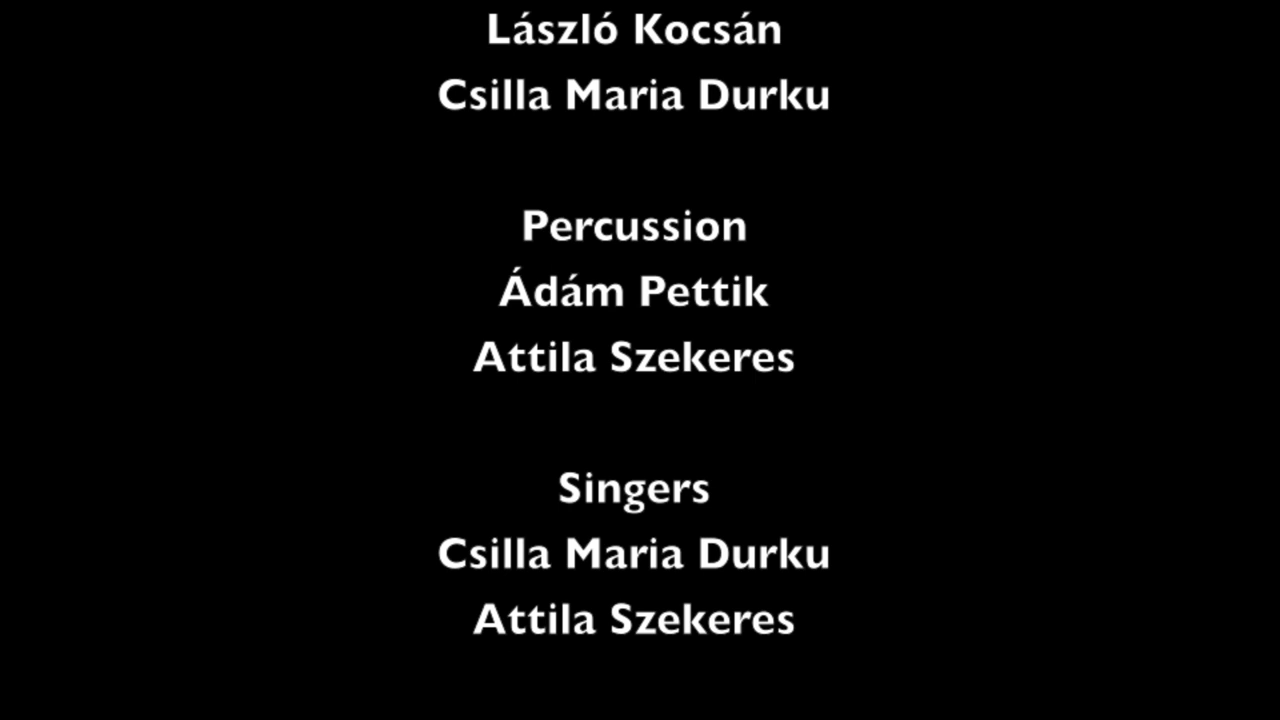 László Kocsán
Csilla Maria Durku
Percussion
Ádám Pettik
Attila Szekeres
Singers
Csilla Maria Durku
Attila Szekeres